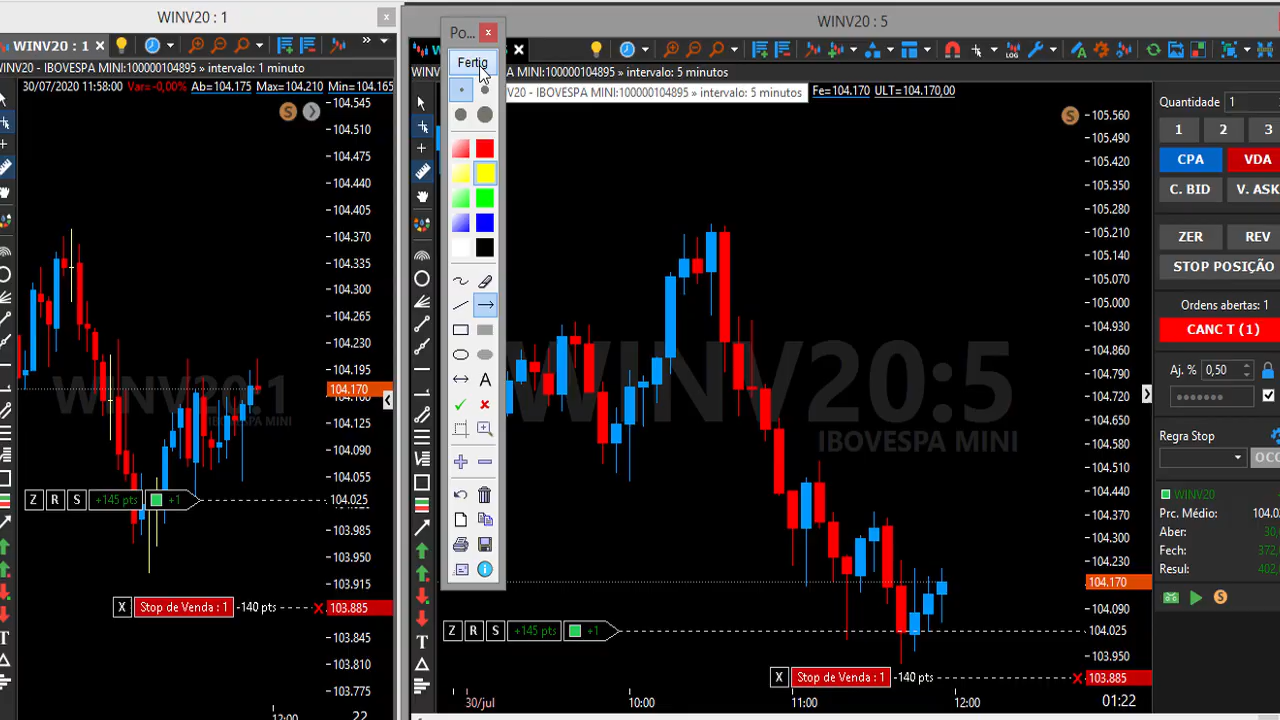 WINV20 : 1
WINV20 : 1
WINV20 - IBOVESPA MINI:100000104895 » intervalo: 1 minuto
30/07/2020 11:58:00 Var=-0,00% Ab=104.175 Max=104.210 Min=104.165
104.545
104.510
104.475
104.440
104.405
104.370
104.335
104.300
104.265
104.230
104.195
104.170
104.125
104.090
104.055
104.025
103.985
103.950
103.915
103.885
103.845
103.810
103.775
WINV20:1
IBOVESPA MINI
Z R S +145 pts +1
X Stop de Venda : 1 -140 pts
12:00
22
Po...
Fertig
A
WINV20 : 5
A MINI:100000104895 » intervalo: 5 minutos
V20 - IBOVESPA MINI:100000104895 » intervalo: 5 minutos
Fe=104.170 ULT=104.170,00
LOG
S
105.560
105.490
105.420
105.350
105.280
105.210
105.140
105.070
105.000
104.930
104.860
104.790
104.720
104.650
104.580
104.510
104.440
104.370
104.300
104.230
104.170
104.090
104.025
103.950
103.885
WINV20:5
IBOVESPA MINI
Z R S +145 pts +1
X Stop de Venda : 1 -140 pts
30/jul 10:00 11:00 12:00 01:22
Quantidade 1
1 2 3
CPA VDA
C. BID V. ASK
ZER REV
STOP POSIÇÃO
Ordens abertas: 1
CANC T (1)
Aj. % 0,50
Regra Stop
WINV20
Prc. Médio:
Aber:
Fech:
Resul: